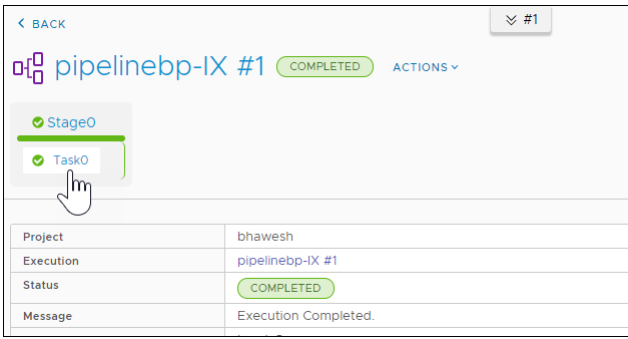 BACK
#1
pipelinebp-IX #1 COMPLETED ACTIONS
Stage0
Task0
Project bhawesh
Execution pipelinebp-IX #1
Status COMPLETED
Message Execution Completed.